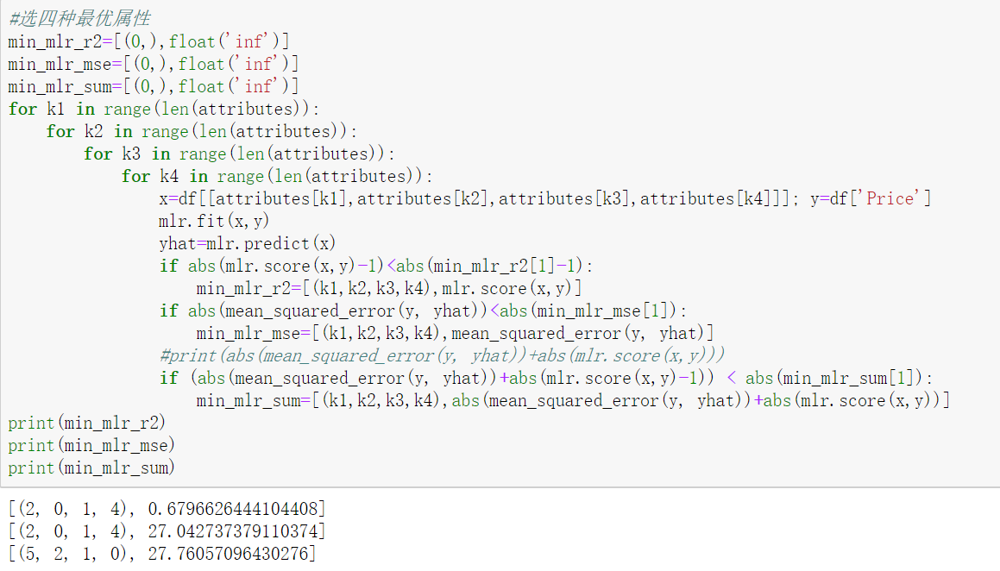 #选四种最优属性
min_mlr_r2=[(0,),float('inf')]
min_mlr_mse=[(0,),float('inf')]
min_mlr_sum=[(0,),float('inf')]
for k1 in range(len(attributes)):
    for k2 in range(len(attributes)):
        for k3 in range(len(attributes)):
            for k4 in range(len(attributes)):
                x=df[[attributes[k1],attributes[k2],attributes[k3],attributes[k4]]]; y=df['Price']
                mlr.fit(x,y)
                yhat=mlr.predict(x)
                if abs(mlr.score(x,y)-1)<abs(min_mlr_r2[1]-1):
                    min_mlr_r2=[(k1,k2,k3,k4),mlr.score(x,y)]
                if abs(mean_squared_error(y, yhat))<abs(min_mlr_mse[1]):
                    min_mlr_mse=[(k1,k2,k3,k4),mean_squared_error(y, yhat)]
                #print(abs(mean_squared_error(y, yhat))+abs(mlr.score(x,y)))
                if (abs(mean_squared_error(y, yhat))+abs(mlr.score(x,y)-1)) < abs(min_mlr_sum[1]):
                    min_mlr_sum=[(k1,k2,k3,k4),abs(mean_squared_error(y, yhat))+abs(mlr.score(x,y))]
print(min_mlr_r2)
print(min_mlr_mse)
print(min_mlr_sum)
[(2, 0, 1, 4), 0.6796626444104408]
[(2, 0, 1, 4), 27.042737379110374]
[(5, 2, 1, 0), 27.76057096430276]